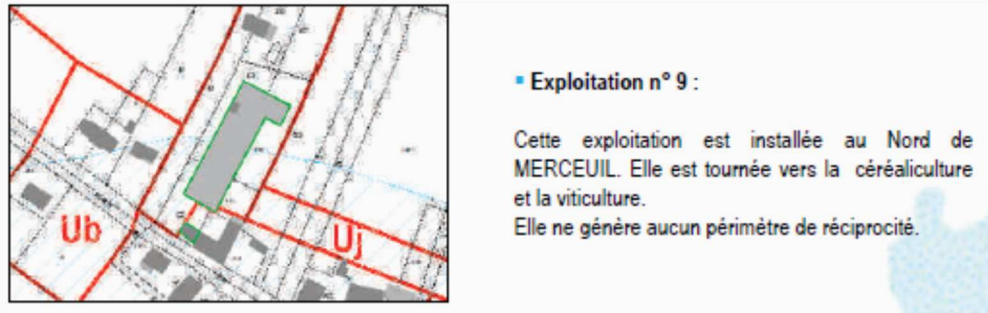 Ub
Uj
▪ Exploitation n° 9 :
Cette exploitation est installée au Nord de
MERCEUIL. Elle est tournée vers la céréaliculture
et la viticulture.
Elle ne génère aucun périmètre de réciprocité.